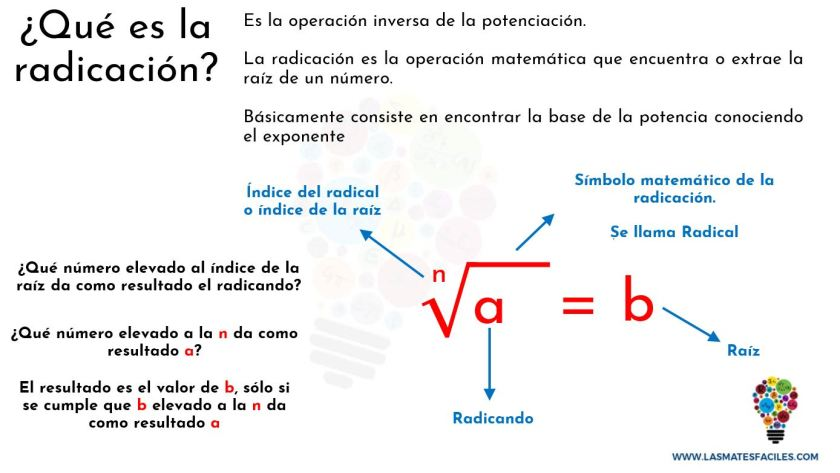 ¿Qué es la
radicación?
Es la operación inversa de la potenciación.
La radicación es la operación matemática que encuentra o extrae la
raíz de un número.
Básicamente consiste en encontrar la base de la potencia conociendo
el exponente
Índice del radical
o índice de la raíz
Símbolo matemático de la
radicación.
Se llama Radical
¿Qué número elevado al índice de la
raíz da como resultado el radicando?
¿Qué número elevado a la n da como
resultado a?
El resultado es el valor de b, sólo si
se cumple que b elevado a la n da
como resultado a
n
√a = b
Raíz
Radicando
WWW.LASMATESFACILES.COM